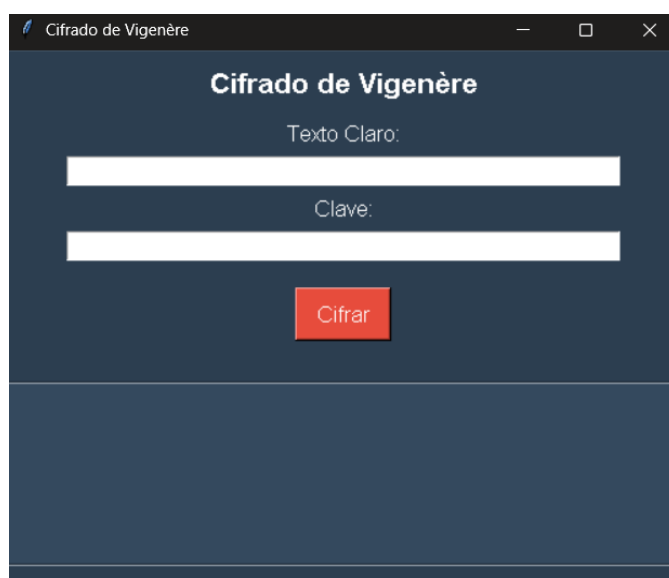 Cifrado de Vigenère
Cifrado de Vigenère
Texto Claro:
Clave:
Cifrar